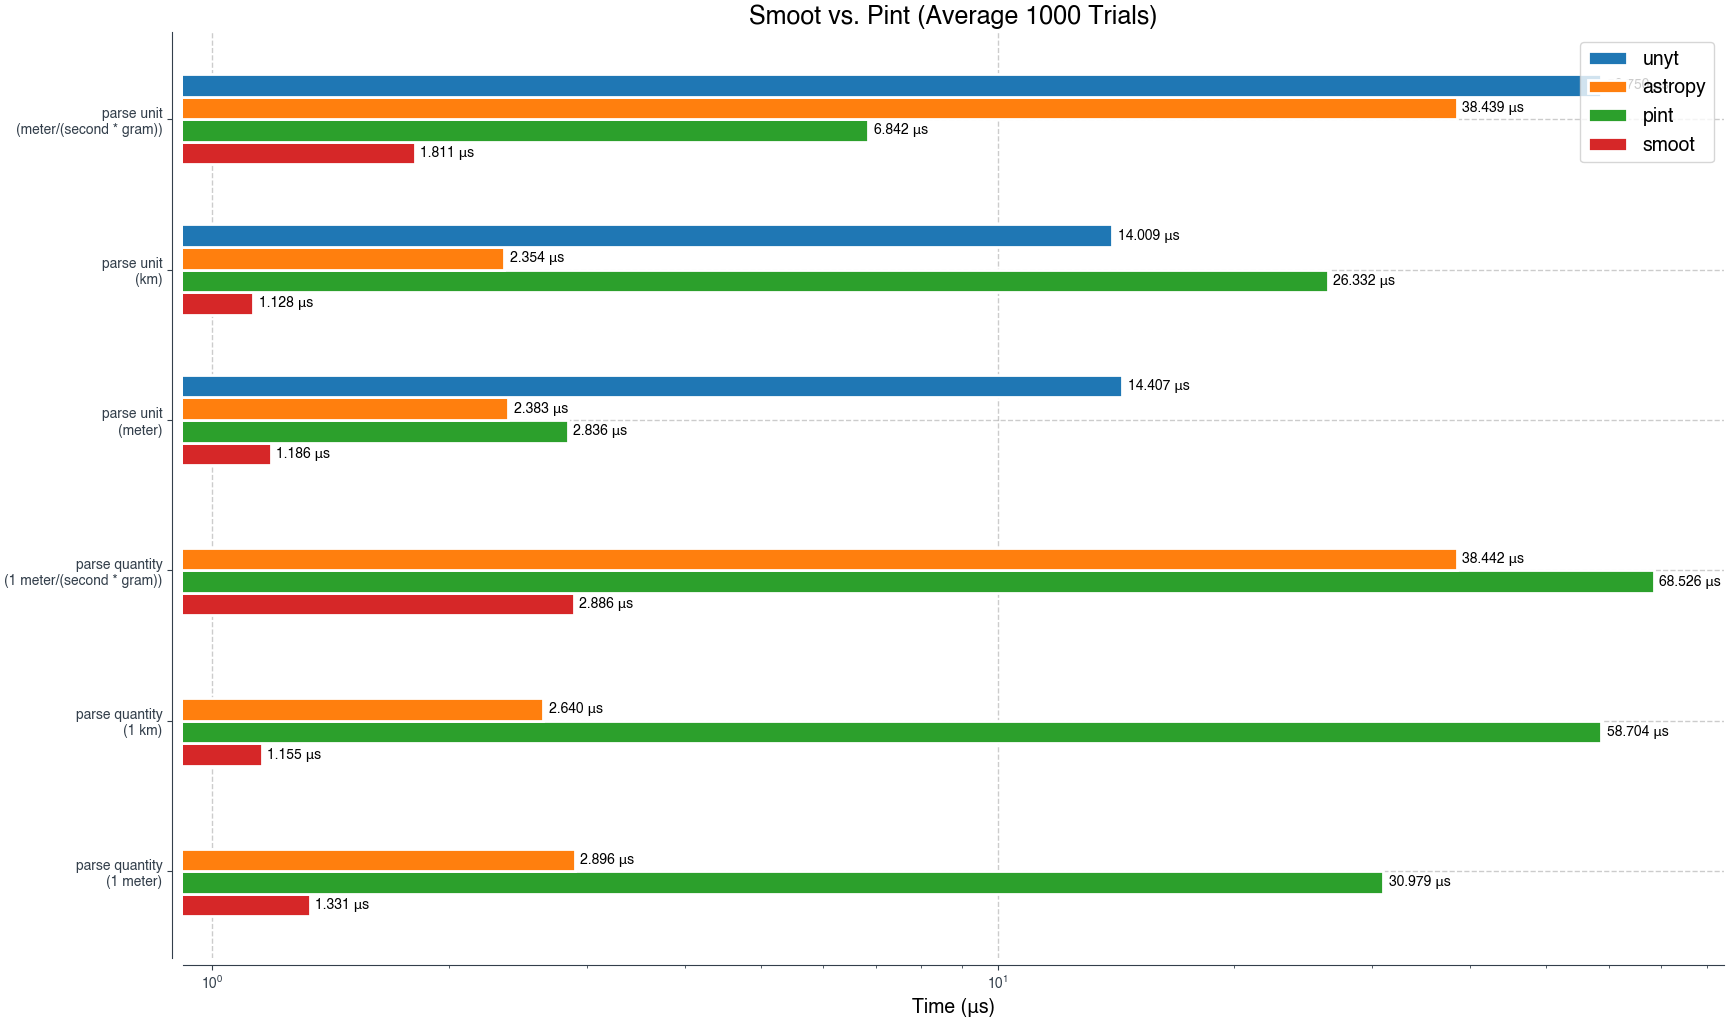 Smoot vs. Pint (Average 1000 Trials)
unyt
astropy
pint
smoot
parse unit
(meter/(second * gram))
38.439 µs
6.842 µs
1.811 µs
parse unit
(km)
14.009 µs
2.354 µs
26.332 µs
1.128 µs
parse unit
(meter)
14.407 µs
2.383 µs
2.836 µs
1.186 µs
parse quantity
(1 meter/(second * gram))
38.442 µs
68.526 µs
2.886 µs
parse quantity
(1 km)
2.640 µs
58.704 µs
1.155 µs
parse quantity
(1 meter)
2.896 µs
30.979 µs
1.331 µs
10⁰
10¹
Time (µs)